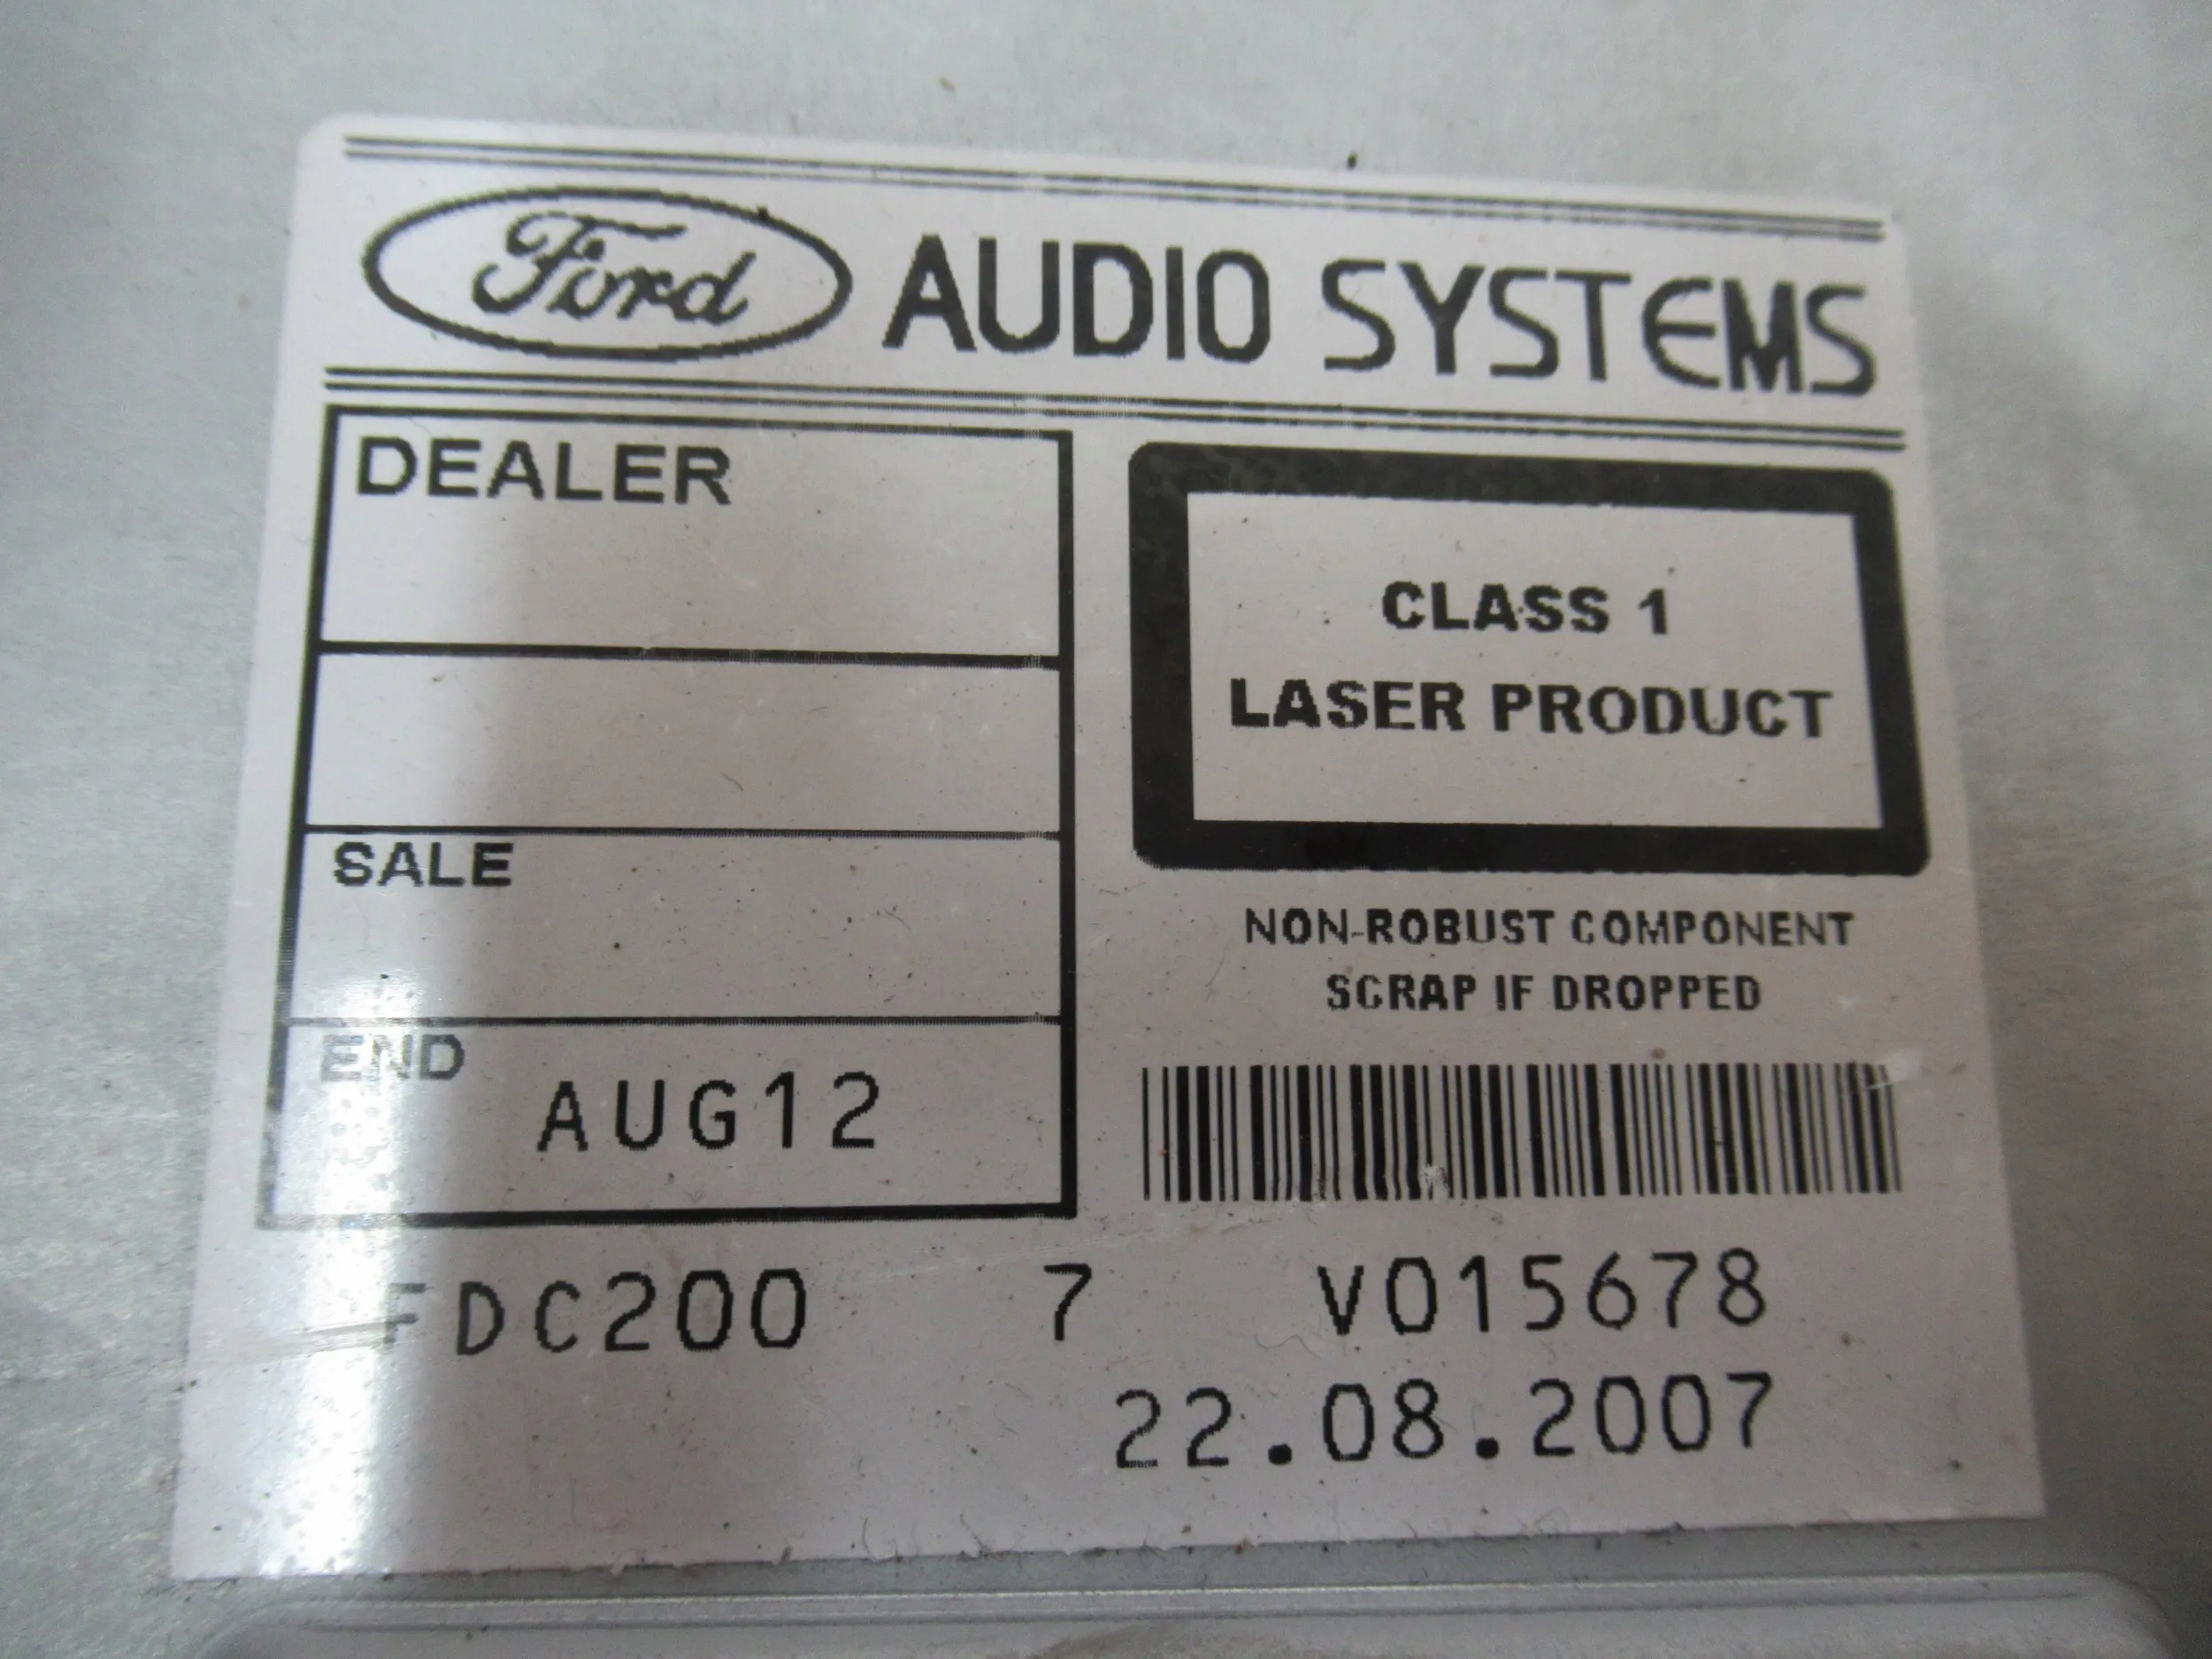 Ford AUDIO SYSTEMS
DEALER
SALE
END AUG12
CLASS 1
LASER PRODUCT
NON-ROBUST COMPONENT
SCRAP IF DROPPED
FDC200 7 V015678
22.08.2007